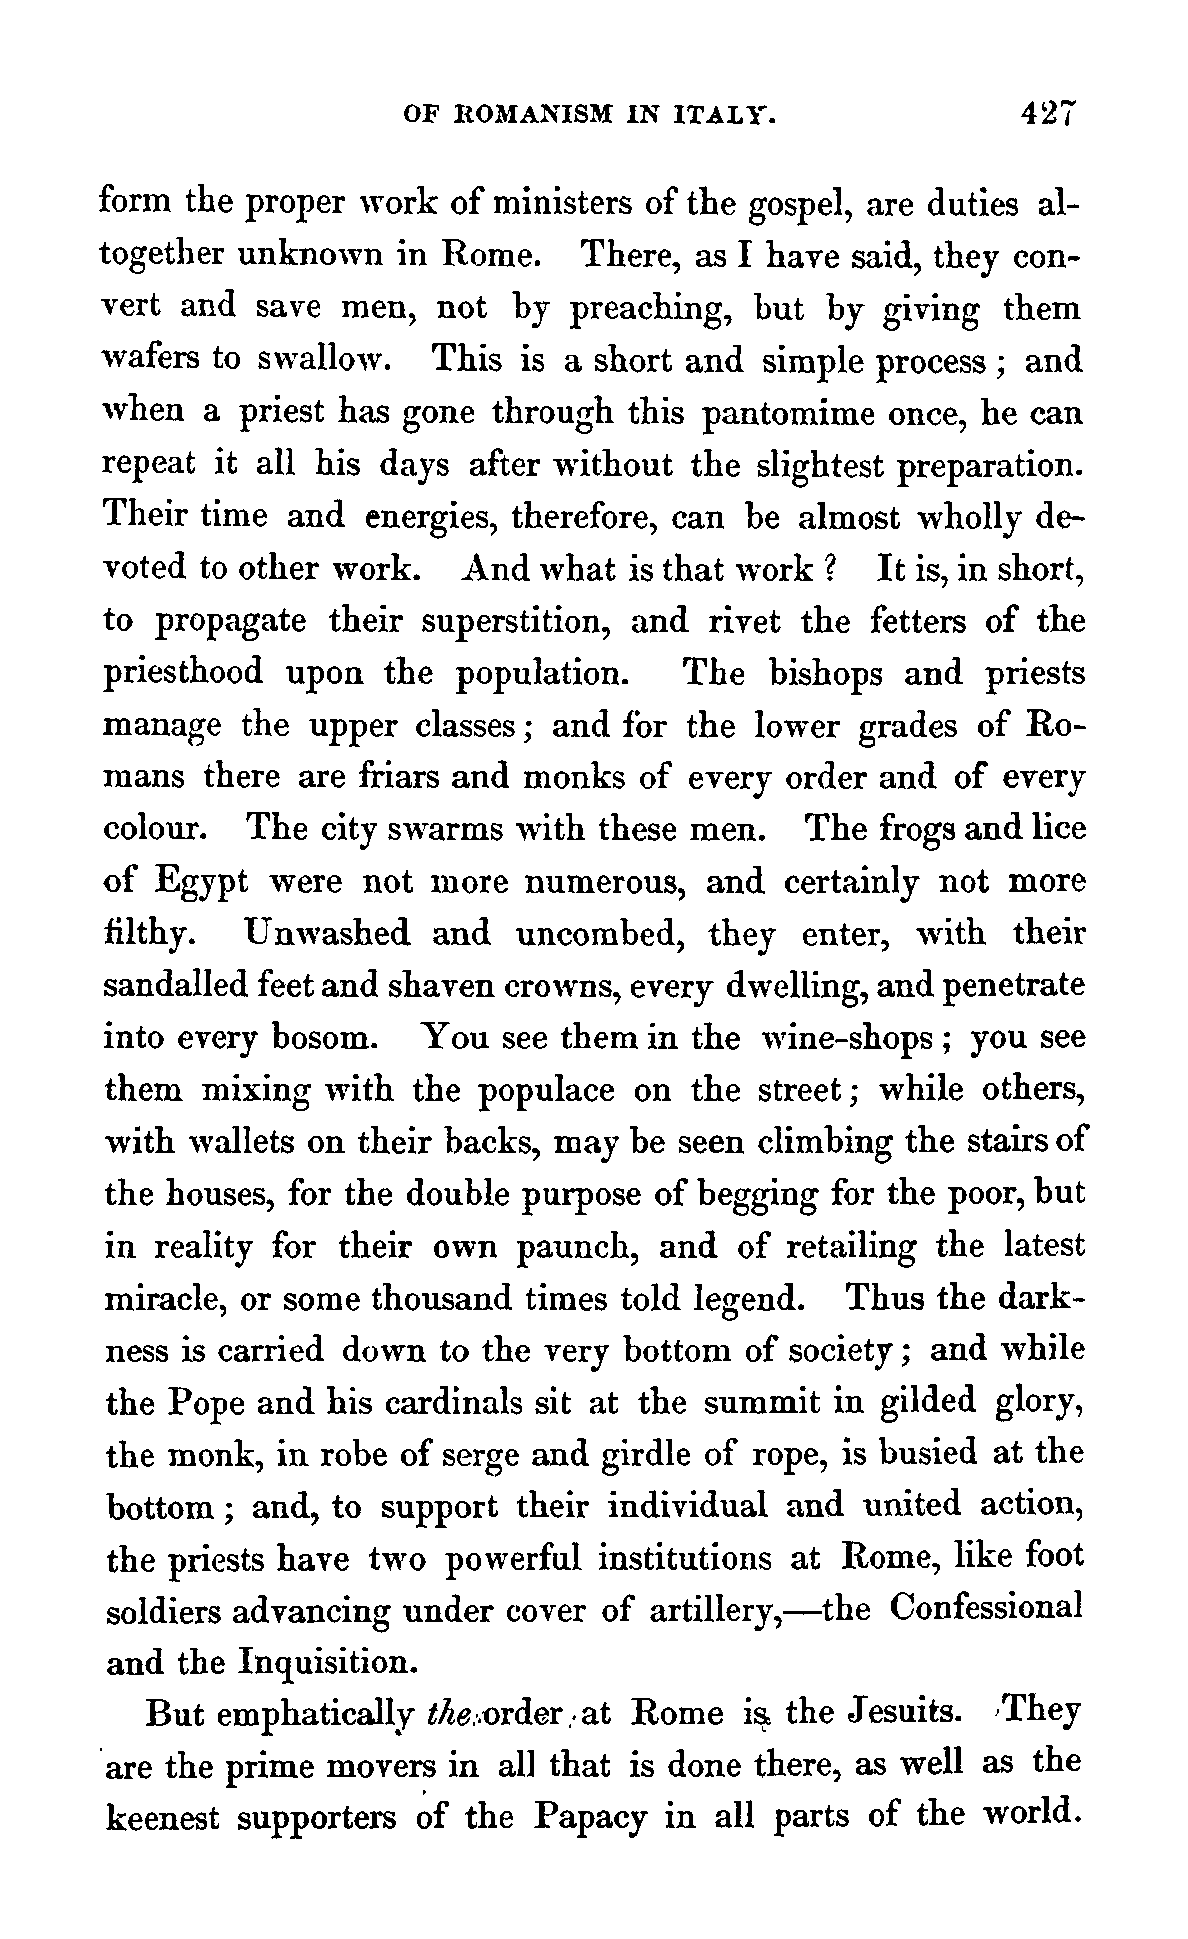 OF ROMANISM IN ITALY. 427
form the proper work of ministers of the gospel, are duties al-
together unknown in Rome. There, as I have said, they con-
vert and save men, not by preaching, but by giving them
wafers to swallow. This is a short and simple process ; and
when a priest has gone through this pantomime once, he can
repeat it all his days after without the slightest preparation.
Their time and energies, therefore, can be almost wholly de-
voted to other work. And what is that work ? It is, in short,
to propagate their superstition, and rivet the fetters of the
priesthood upon the population. The bishops and priests
manage the upper classes ; and for the lower grades of Ro-
mans there are friars and monks of every order and of every
colour. The city swarms with these men. The frogs and lice
of Egypt were not more numerous, and certainly not more
filthy. Unwashed and uncombed, they enter, with their
sandalled feet and shaven crowns, every dwelling, and penetrate
into every bosom. You see them in the wine-shops ; you see
them mixing with the populace on the street ; while others,
with wallets on their backs, may be seen climbing the stairs of
the houses, for the double purpose of begging for the poor, but
in reality for their own paunch, and of retailing the latest
miracle, or some thousand times told legend. Thus the dark-
ness is carried down to the very bottom of society ; and while
the Pope and his cardinals sit at the summit in gilded glory,
the monk, in robe of serge and girdle of rope, is busied at the
bottom ; and, to support their individual and united action,
the priests have two powerful institutions at Rome, like foot
soldiers advancing under cover of artillery,—the Confessional
and the Inquisition.
But emphatically the order at Rome is the Jesuits. They
are the prime movers in all that is done there, as well as the
keenest supporters of the Papacy in all parts of the world.